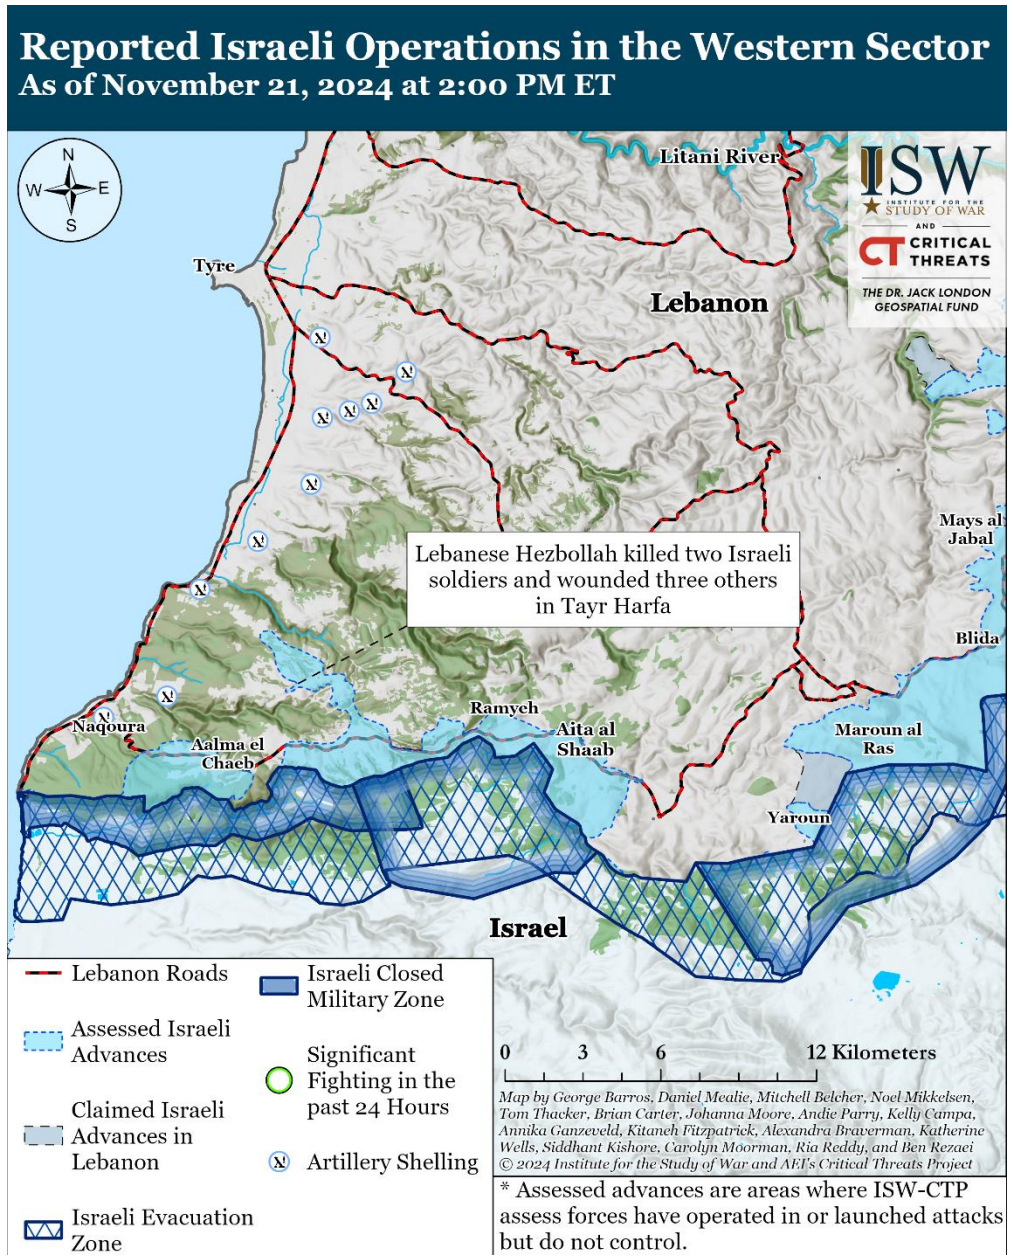 Reported Israeli Operations in the Western Sector
As of November 21, 2024 at 2:00 PM ET
N
W
E
S
Litani River
ISW
INSTITUTE FOR THE
STUDY OF WAR
AND
CT CRITICAL
THREATS
THE DR. JACK LONDON
GEOSPATIAL FUND
Tyre
Lebanon
Mays al
Jabal
Lebanese Hezbollah killed two Israeli
soldiers and wounded three others
in Tayr Harfa
Blida
Ramyeh
Naqoura
Aita al
Shaab
Maroun al
Ras
Aalma el
Chaeb
Yaroun
Israel
Lebanon Roads
Assessed Israeli
Advances
Claimed Israeli
Advances in
Lebanon
Israeli Evacuation
Zone
Israeli Closed
Military Zone
Significant
Fighting in the
past 24 Hours
Artillery Shelling
0 3 6 12 Kilometers
Map by George Barros, Daniel Mealie, Mitchell Belcher, Noel Mikkelsen,
Tom Thacker, Brian Carter, Johanna Moore, Andie Parry, Kelly Campa,
Annika Ganzeveld, Kitaneh Fitzpatrick, Alexandra Braverman, Katherine
Wells, Siddhant Kishore, Carolyn Moorman, Ria Reddy, and Ben Rezaei
© 2024 Institute for the Study of War and AEI's Critical Threats Project
* Assessed advances are areas where ISW-CTP
assess forces have operated in or launched attacks
but do not control.